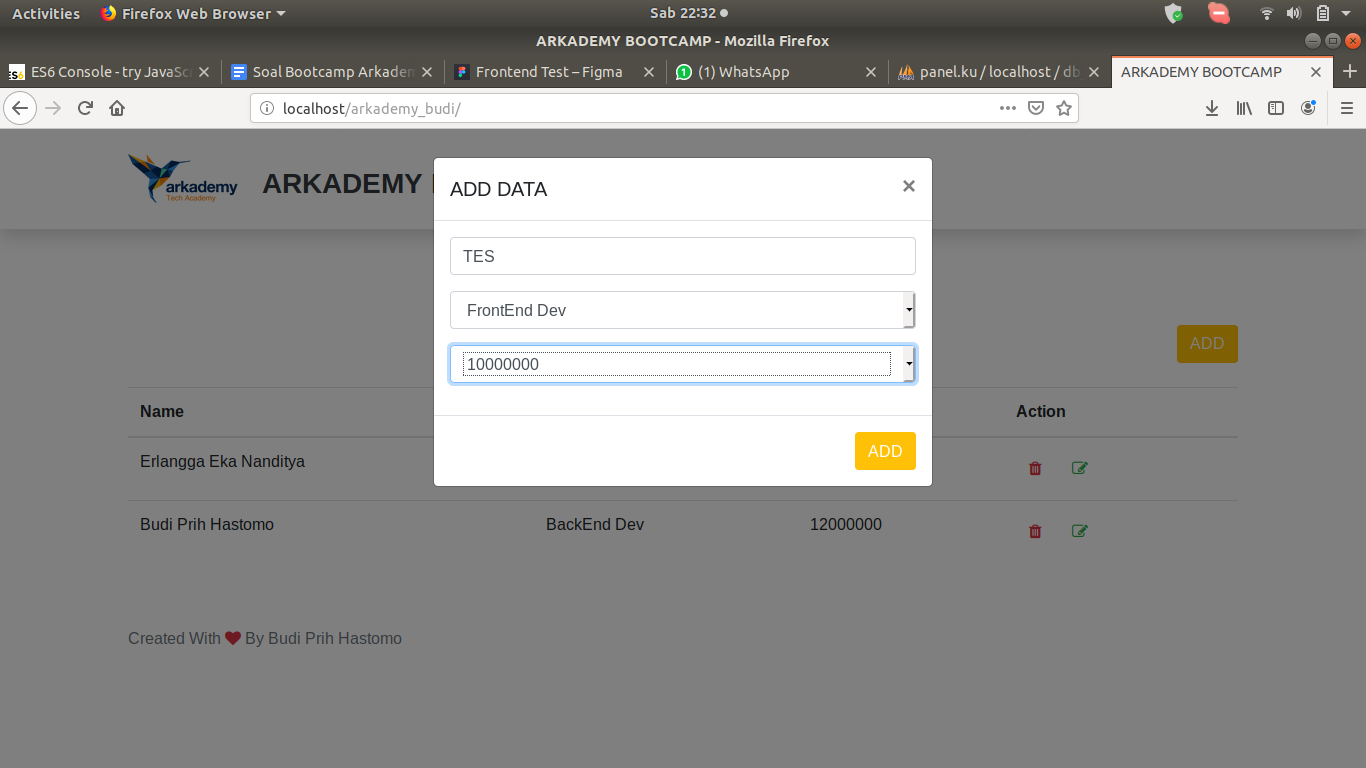 Activities Firefox Web Browser Sab 22:32
ARKADEMY BOOTCAMP - Mozilla Firefox
ES6 Console - try JavaSc Soal Bootcamp Arkadem Frontend Test – Figma (1) WhatsApp panel.ku / localhost / db ARKADEMY BOOTCAMP
localhost/arkademy_budi/
arkademy
Tech Academy
ARKADEMY
ADD DATA ×
TES
FrontEnd Dev
10000000
ADD
ADD
Name Action
Erlangga Eka Nanditya
Budi Prih Hastomo BackEnd Dev 12000000
Created With By Budi Prih Hastomo